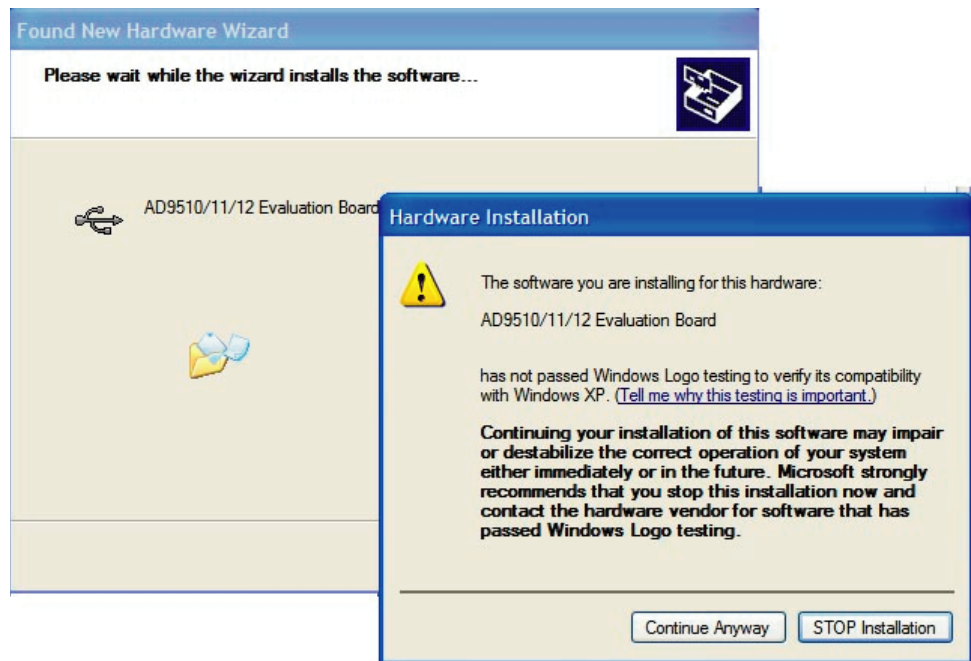 Found New Hardware Wizard
Please wait while the wizard installs the software...
AD9510/11/12 Evaluation Board
Hardware Installation
The software you are installing for this hardware:
AD9510/11/12 Evaluation Board
has not passed Windows Logo testing to verify its compatibility
with Windows XP. (Tell me why this testing is important.)
Continuing your installation of this software may impair
or destabilize the correct operation of your system
either immediately or in the future. Microsoft strongly
recommends that you stop this installation now and
contact the hardware vendor for software that has
passed Windows Logo testing.
Continue Anyway
STOP Installation